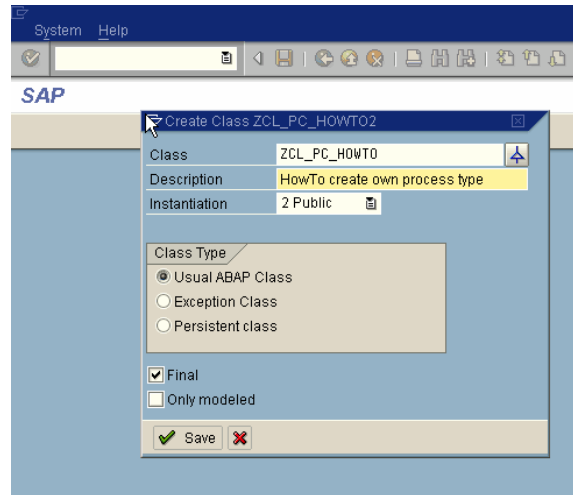 System Help
SAP
Create Class ZCL_PC_HOWTO2
Class ZCL_PC_HOWTO
Description HowTo create own process type
Instantiation 2 Public
Class Type
Usual ABAP Class
Exception Class
Persistent class
Final
Only modeled
Save